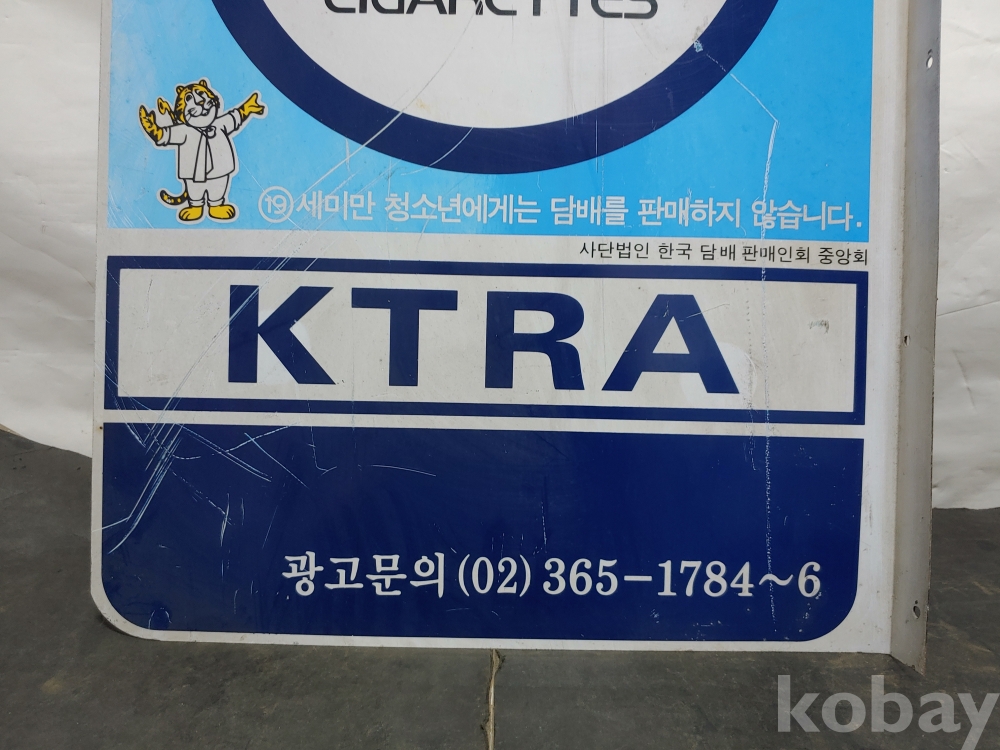 CIGARETTES
⑲ 세미만 청소년에게는 담배를 판매하지 않습니다.
사단법인 한국 담배 판매인회 중앙회
KTRA
광고문의 (02) 365-1784~6
kobay